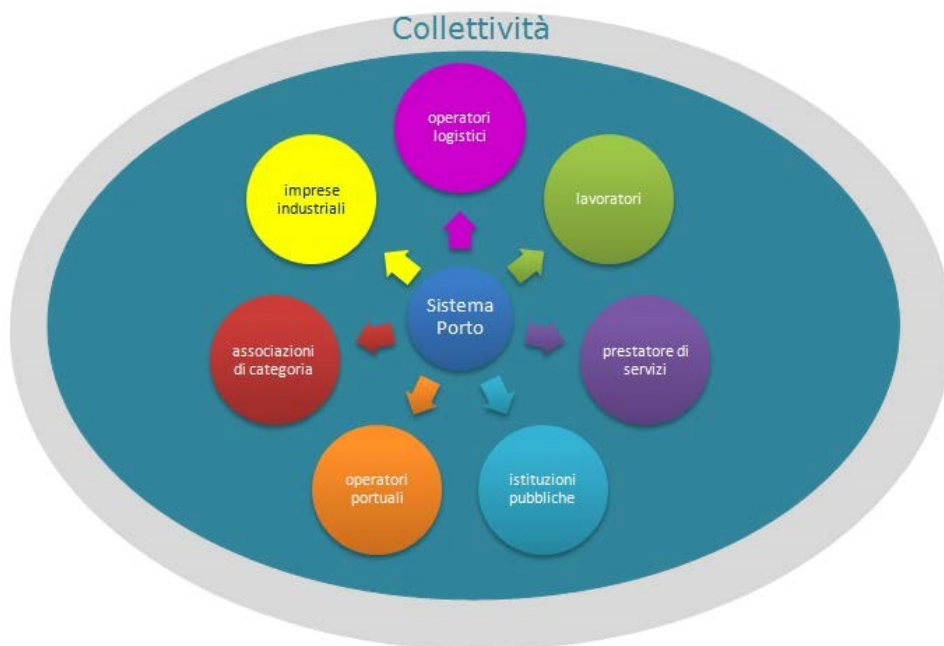 Collettività
operatori
logistici
imprese
industriali
lavoratori
Sistema
Porto
associazioni
di categoria
prestatore di
servizi
operatori
portuali
istituzioni
pubbliche